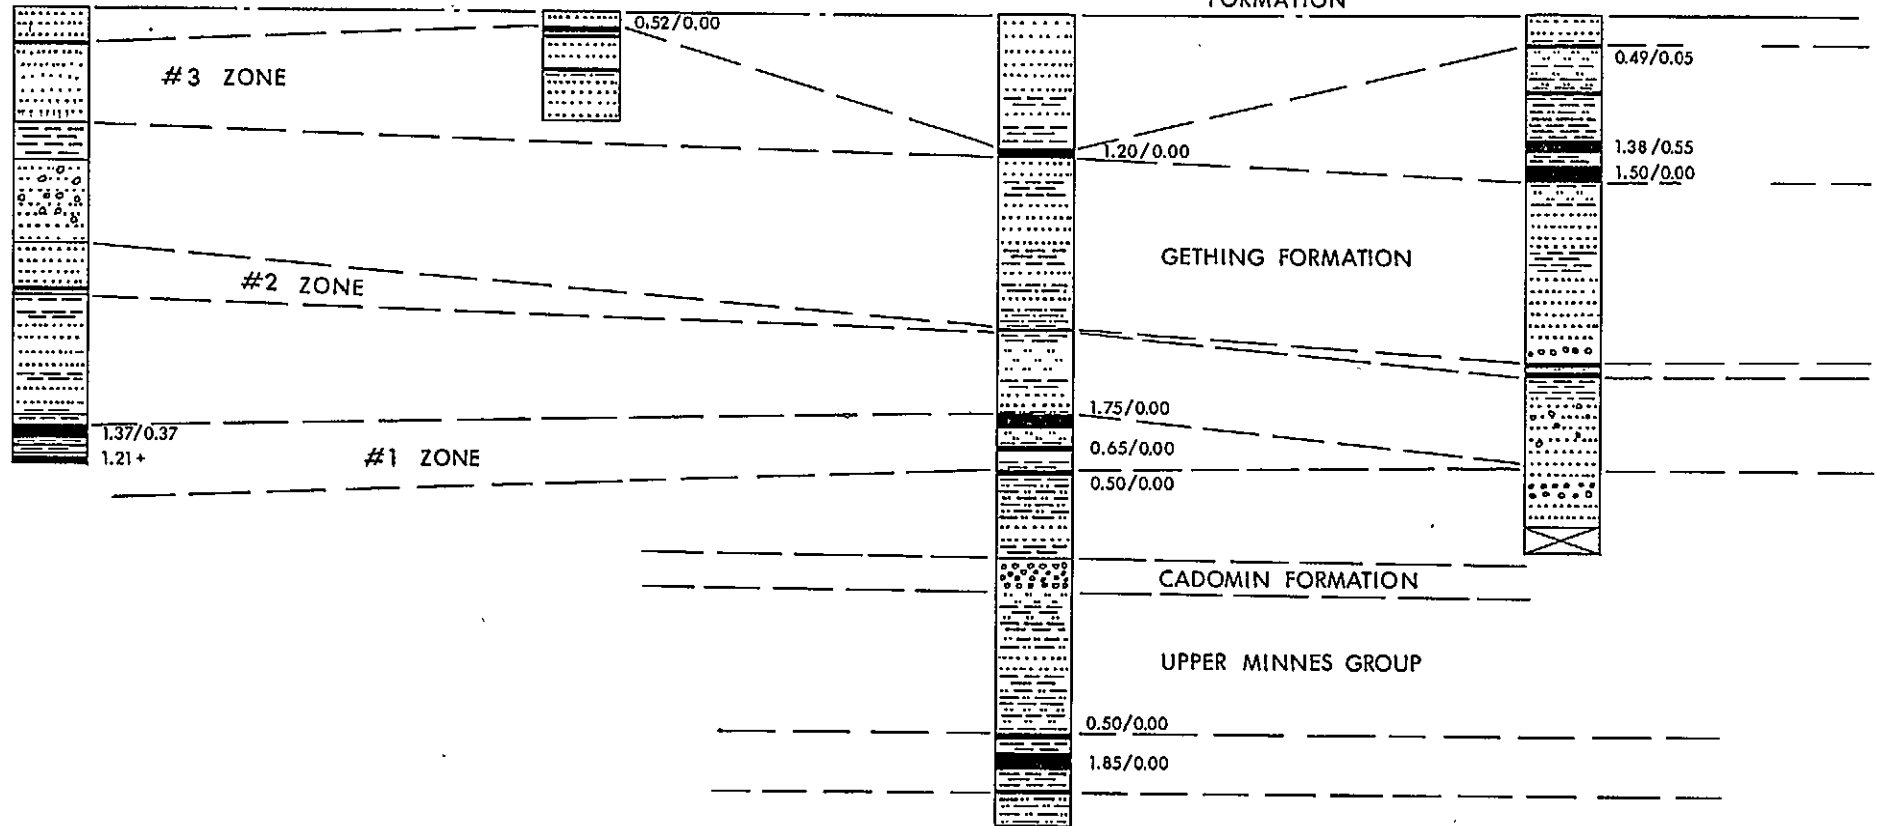 FORMATION
0.52/0.00
#3 ZONE
0.49/0.05
1.38/0.55
1.20/0.00
1.50/0.00
GETHING FORMATION
#2 ZONE
1.75/0.00
1.37/0.37
0.65/0.00
1.21+
#1 ZONE
0.50/0.00
CADOMIN FORMATION
UPPER MINNES GROUP
0.50/0.00
1.85/0.00